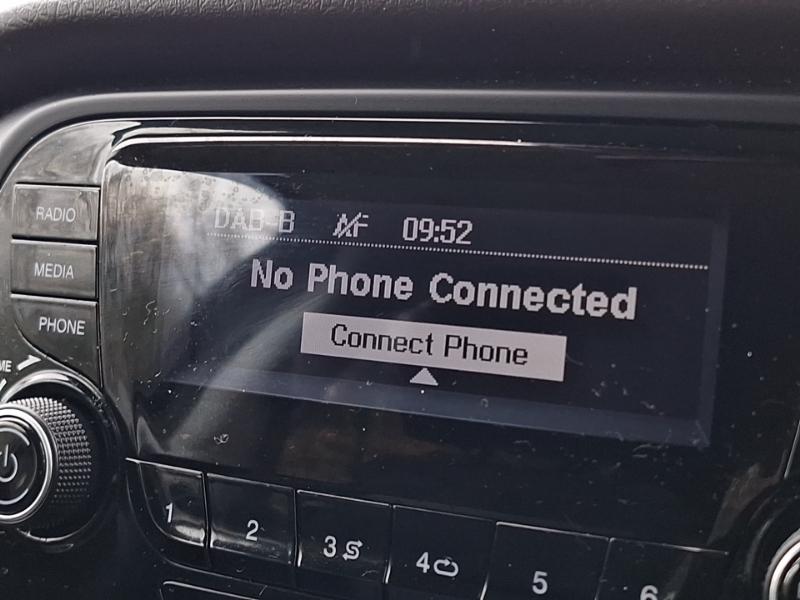 DAB-B AF 09:52
No Phone Connected
Connect Phone
RADIO
MEDIA
PHONE
1 2 3 4 5 6